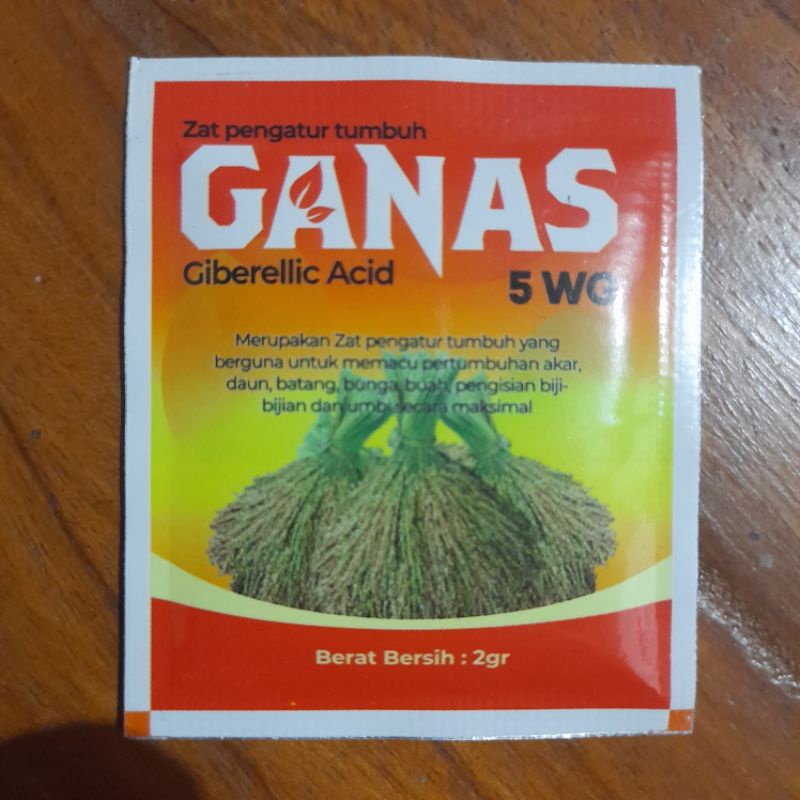 Zat pengatur tumbuh
GANAS
Giberellic Acid
5 WG
Merupakan Zat pengatur tumbuh yang
berguna untuk memacu pertumbuhan akar,
daun, batang, bunga, buah, pengisian biji-
bijian dan umbi secara maksimal
Berat Bersih : 2gr